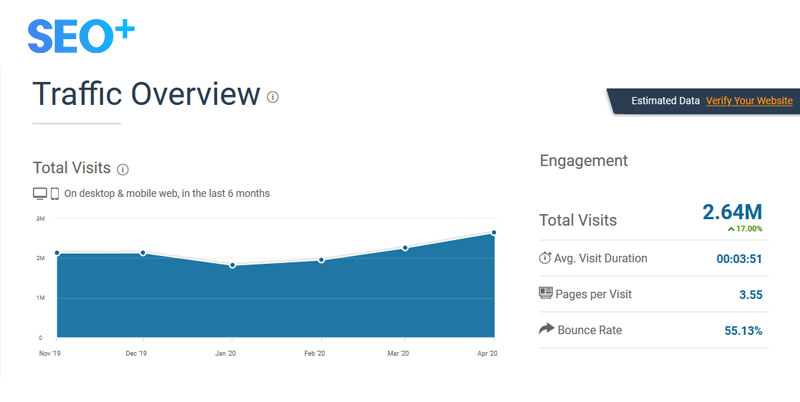 SEO+
Traffic Overview
Estimated Data Verify Your Website
Total Visits
On desktop & mobile web, in the last 6 months
3M
2M
1M
0
Nov '19 Dec '19 Jan '20 Feb '20 Mar '20 Apr '20
Engagement
Total Visits 2.64M
17.00%
Avg. Visit Duration 00:03:51
Pages per Visit 3.55
Bounce Rate 55.13%